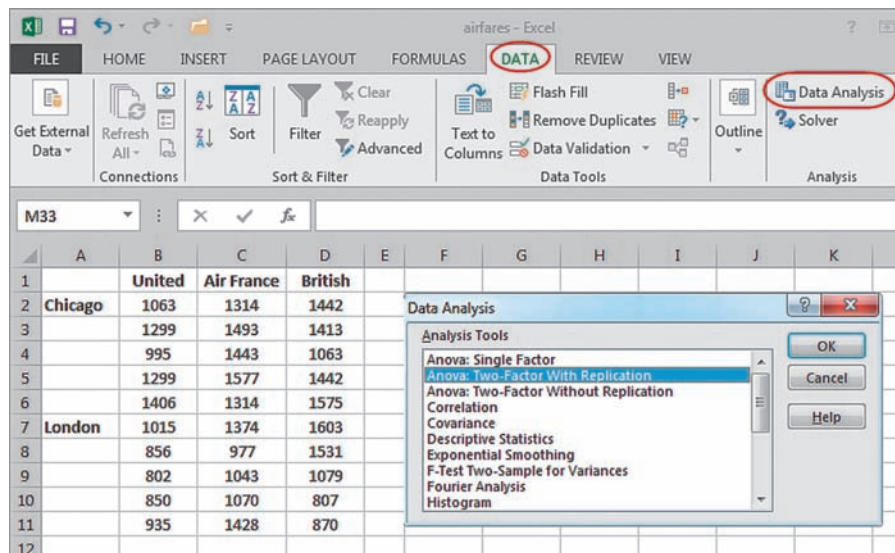 airfares - Excel
?
FILE HOME INSERT PAGE LAYOUT FORMULAS DATA REVIEW VIEW
Get External Data
Refresh All
Connections
Sort
Filter
Clear
Reapply
Advanced
Sort & Filter
Text to Columns
Flash Fill
Remove Duplicates
Data Validation
Data Tools
Outline
Data Analysis
Solver
Analysis
M33 fx
A B C D E F G H I J K
1 United Air France British
2 Chicago 1063 1314 1442
3 1299 1493 1413
4 995 1443 1063
5 1299 1577 1442
6 1406 1314 1575
7 London 1015 1374 1603
8 856 977 1531
9 802 1043 1079
10 850 1070 807
11 935 1428 870
12
Data Analysis
?
Analysis Tools
Anova: Single Factor
Anova: Two-Factor With Replication
Anova: Two-Factor Without Replication
Correlation
Covariance
Descriptive Statistics
Exponential Smoothing
F-Test Two-Sample for Variances
Fourier Analysis
Histogram
OK
Cancel
Help